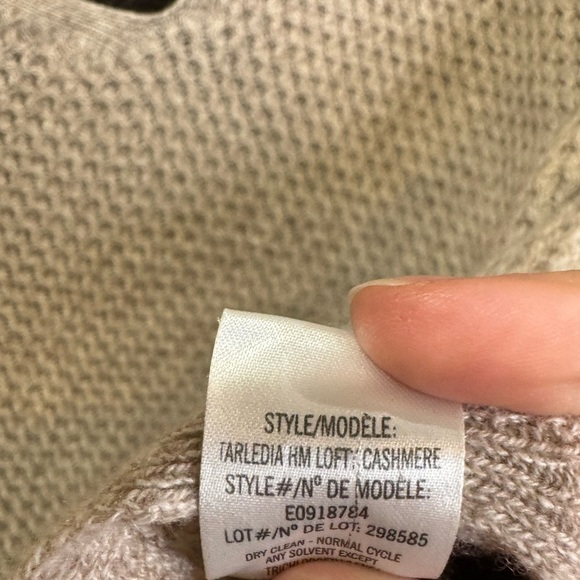 STYLE/MODÈLE:
TARLEDIA HM LOFT: CASHMERE
STYLE#/Nº DE MODÈLE:
E0918784
LOT#/Nº DE LOT: 298585
DRY CLEAN - NORMAL CYCLE
ANY SOLVENT EXCEPT